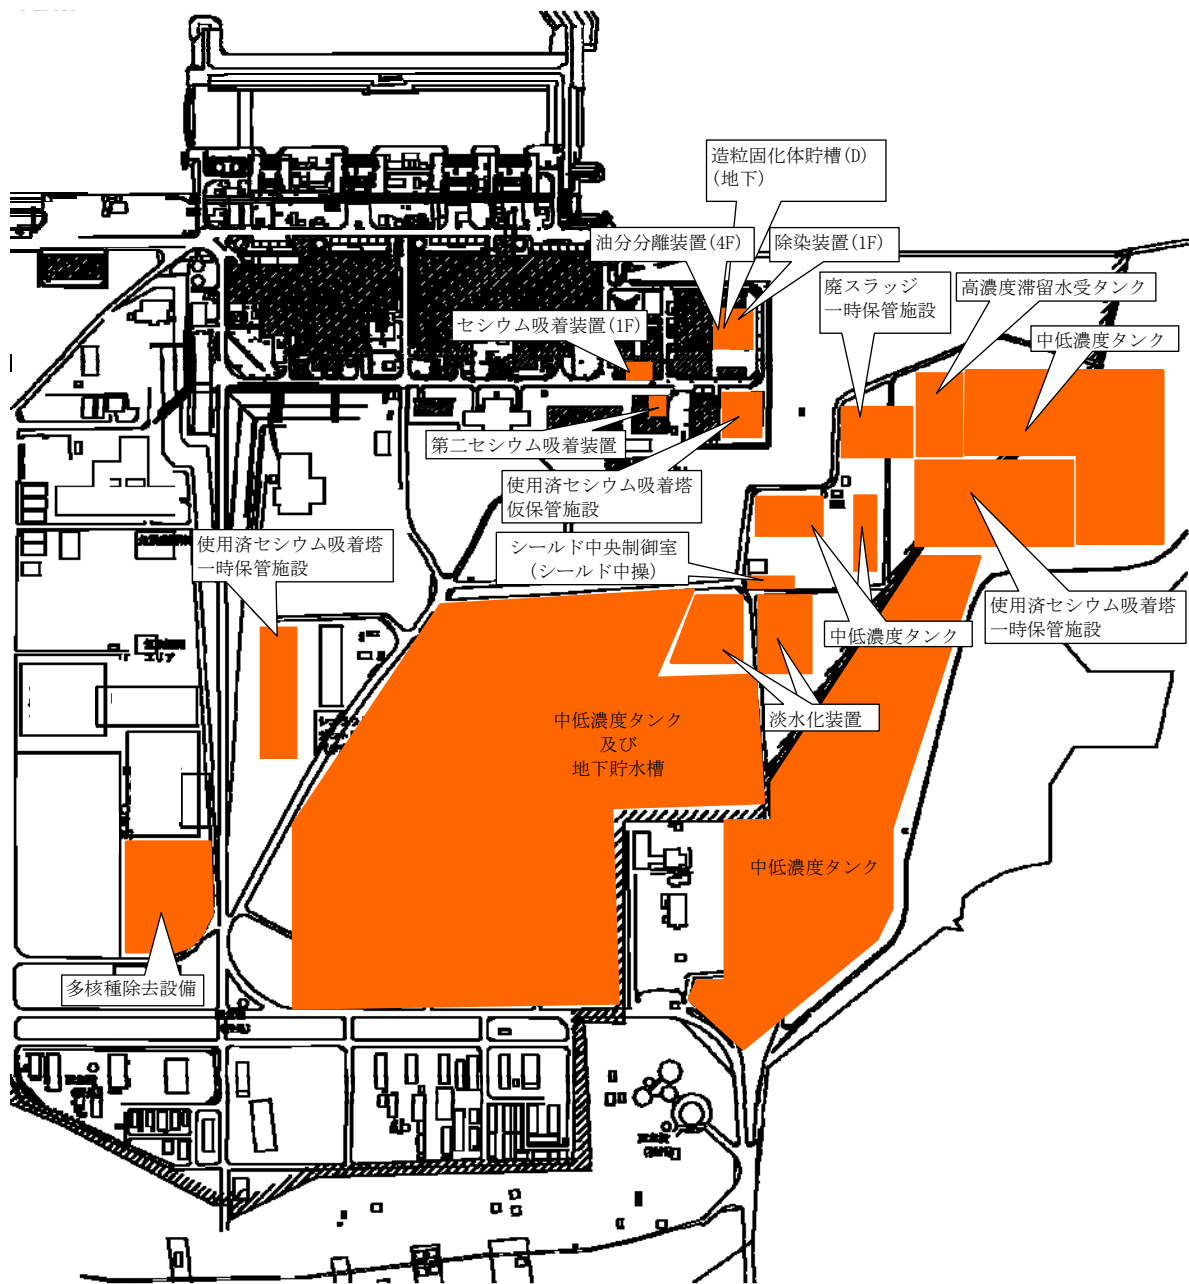 造粒固化体貯槽(D)
(地下)
油分分離装置(4F)
除染装置(1F)
廃スラッジ
一時保管施設
高濃度滞留水受タンク
セシウム吸着装置(1F)
中低濃度タンク
第二セシウム吸着装置
使用済セシウム吸着塔
仮保管施設
使用済セシウム吸着塔
一時保管施設
シールド中央制御室
(シールド中操)
使用済セシウム吸着塔
一時保管施設
中低濃度タンク
淡水化装置
中低濃度タンク
及び
地下貯水槽
中低濃度タンク
多核種除去設備